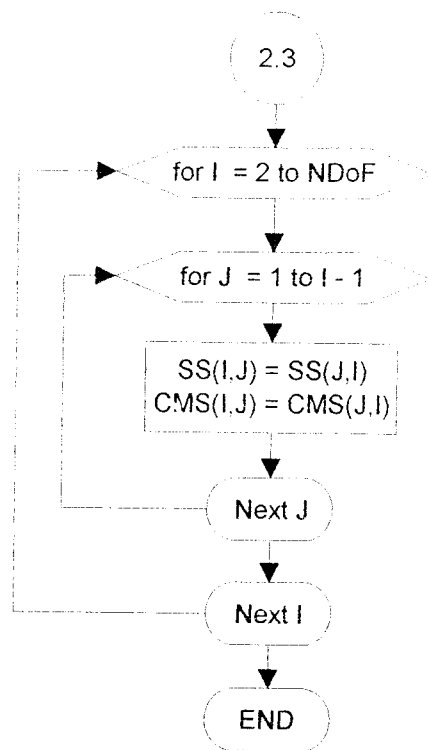 2.3
for I = 2 to NDoF
for J = 1 to I - 1
SS(I,J) = SS(J,I)
CMS(I,J) = CMS(J,I)
Next J
Next I
END